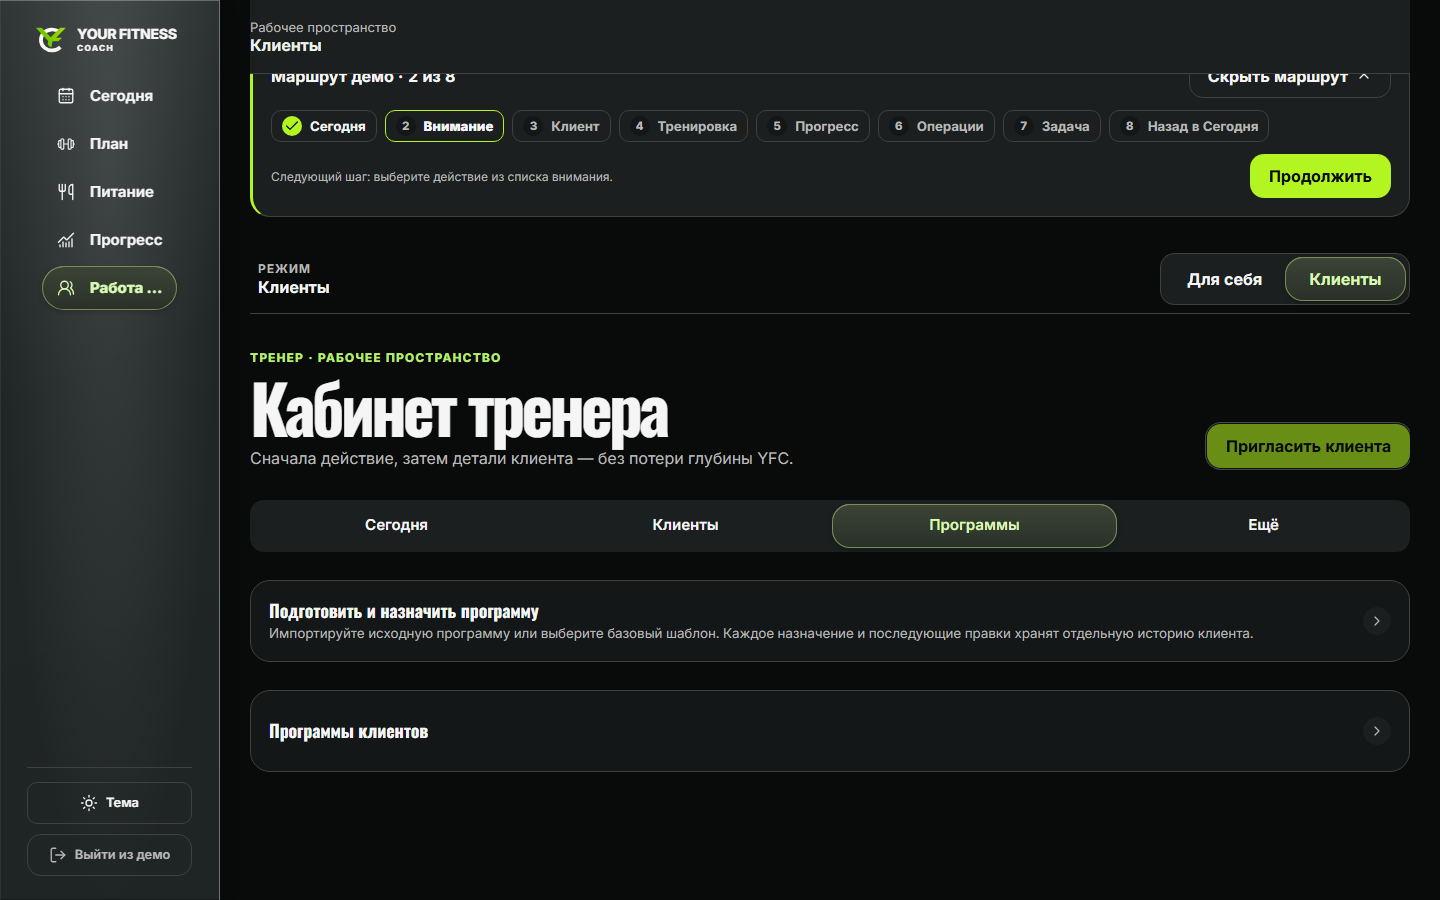 YOUR FITNESS
COACH
Сегодня
План
Питание
Прогресс
Работа ...
Тема
Выйти из демо
Рабочее пространство
Клиенты
Маршрут демо · 2 из 8
Скрыть маршрут
Сегодня
2 Внимание
3 Клиент
4 Тренировка
5 Прогресс
6 Операции
7 Задача
8 Назад в Сегодня
Следующий шаг: выберите действие из списка внимания.
Продолжить
РЕЖИМ
Клиенты
Для себя
Клиенты
ТРЕНЕР · РАБОЧЕЕ ПРОСТРАНСТВО
Кабинет тренера
Сначала действие, затем детали клиента — без потери глубины YFC.
Пригласить клиента
Сегодня
Клиенты
Программы
Ещё
Подготовить и назначить программу
Импортируйте исходную программу или выберите базовый шаблон. Каждое назначение и последующие правки хранят отдельную историю клиента.
Программы клиентов